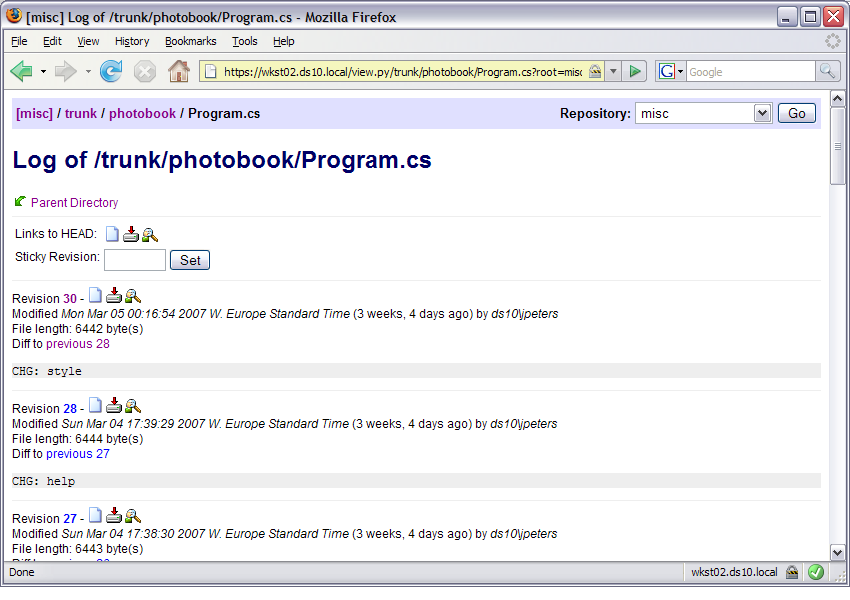 [misc] Log of /trunk/photobook/Program.cs - Mozilla Firefox
File Edit View History Bookmarks Tools Help
https://wkst02.ds10.local/view.py/trunk/photobook/Program.cs?root=misc
G Google
[misc] / trunk / photobook / Program.cs Repository: misc Go
Log of /trunk/photobook/Program.cs
Parent Directory
Links to HEAD:
Sticky Revision: Set
Revision 30 -
Modified Mon Mar 05 00:16:54 2007 W. Europe Standard Time (3 weeks, 4 days ago) by ds10\jpeters
File length: 6442 byte(s)
Diff to previous 28
CHG: style
Revision 28 -
Modified Sun Mar 04 17:39:29 2007 W. Europe Standard Time (3 weeks, 4 days ago) by ds10\jpeters
File length: 6444 byte(s)
Diff to previous 27
CHG: help
Revision 27 -
Modified Sun Mar 04 17:38:30 2007 W. Europe Standard Time (3 weeks, 4 days ago) by ds10\jpeters
File length: 6443 byte(s)
Done wkst02.ds10.local